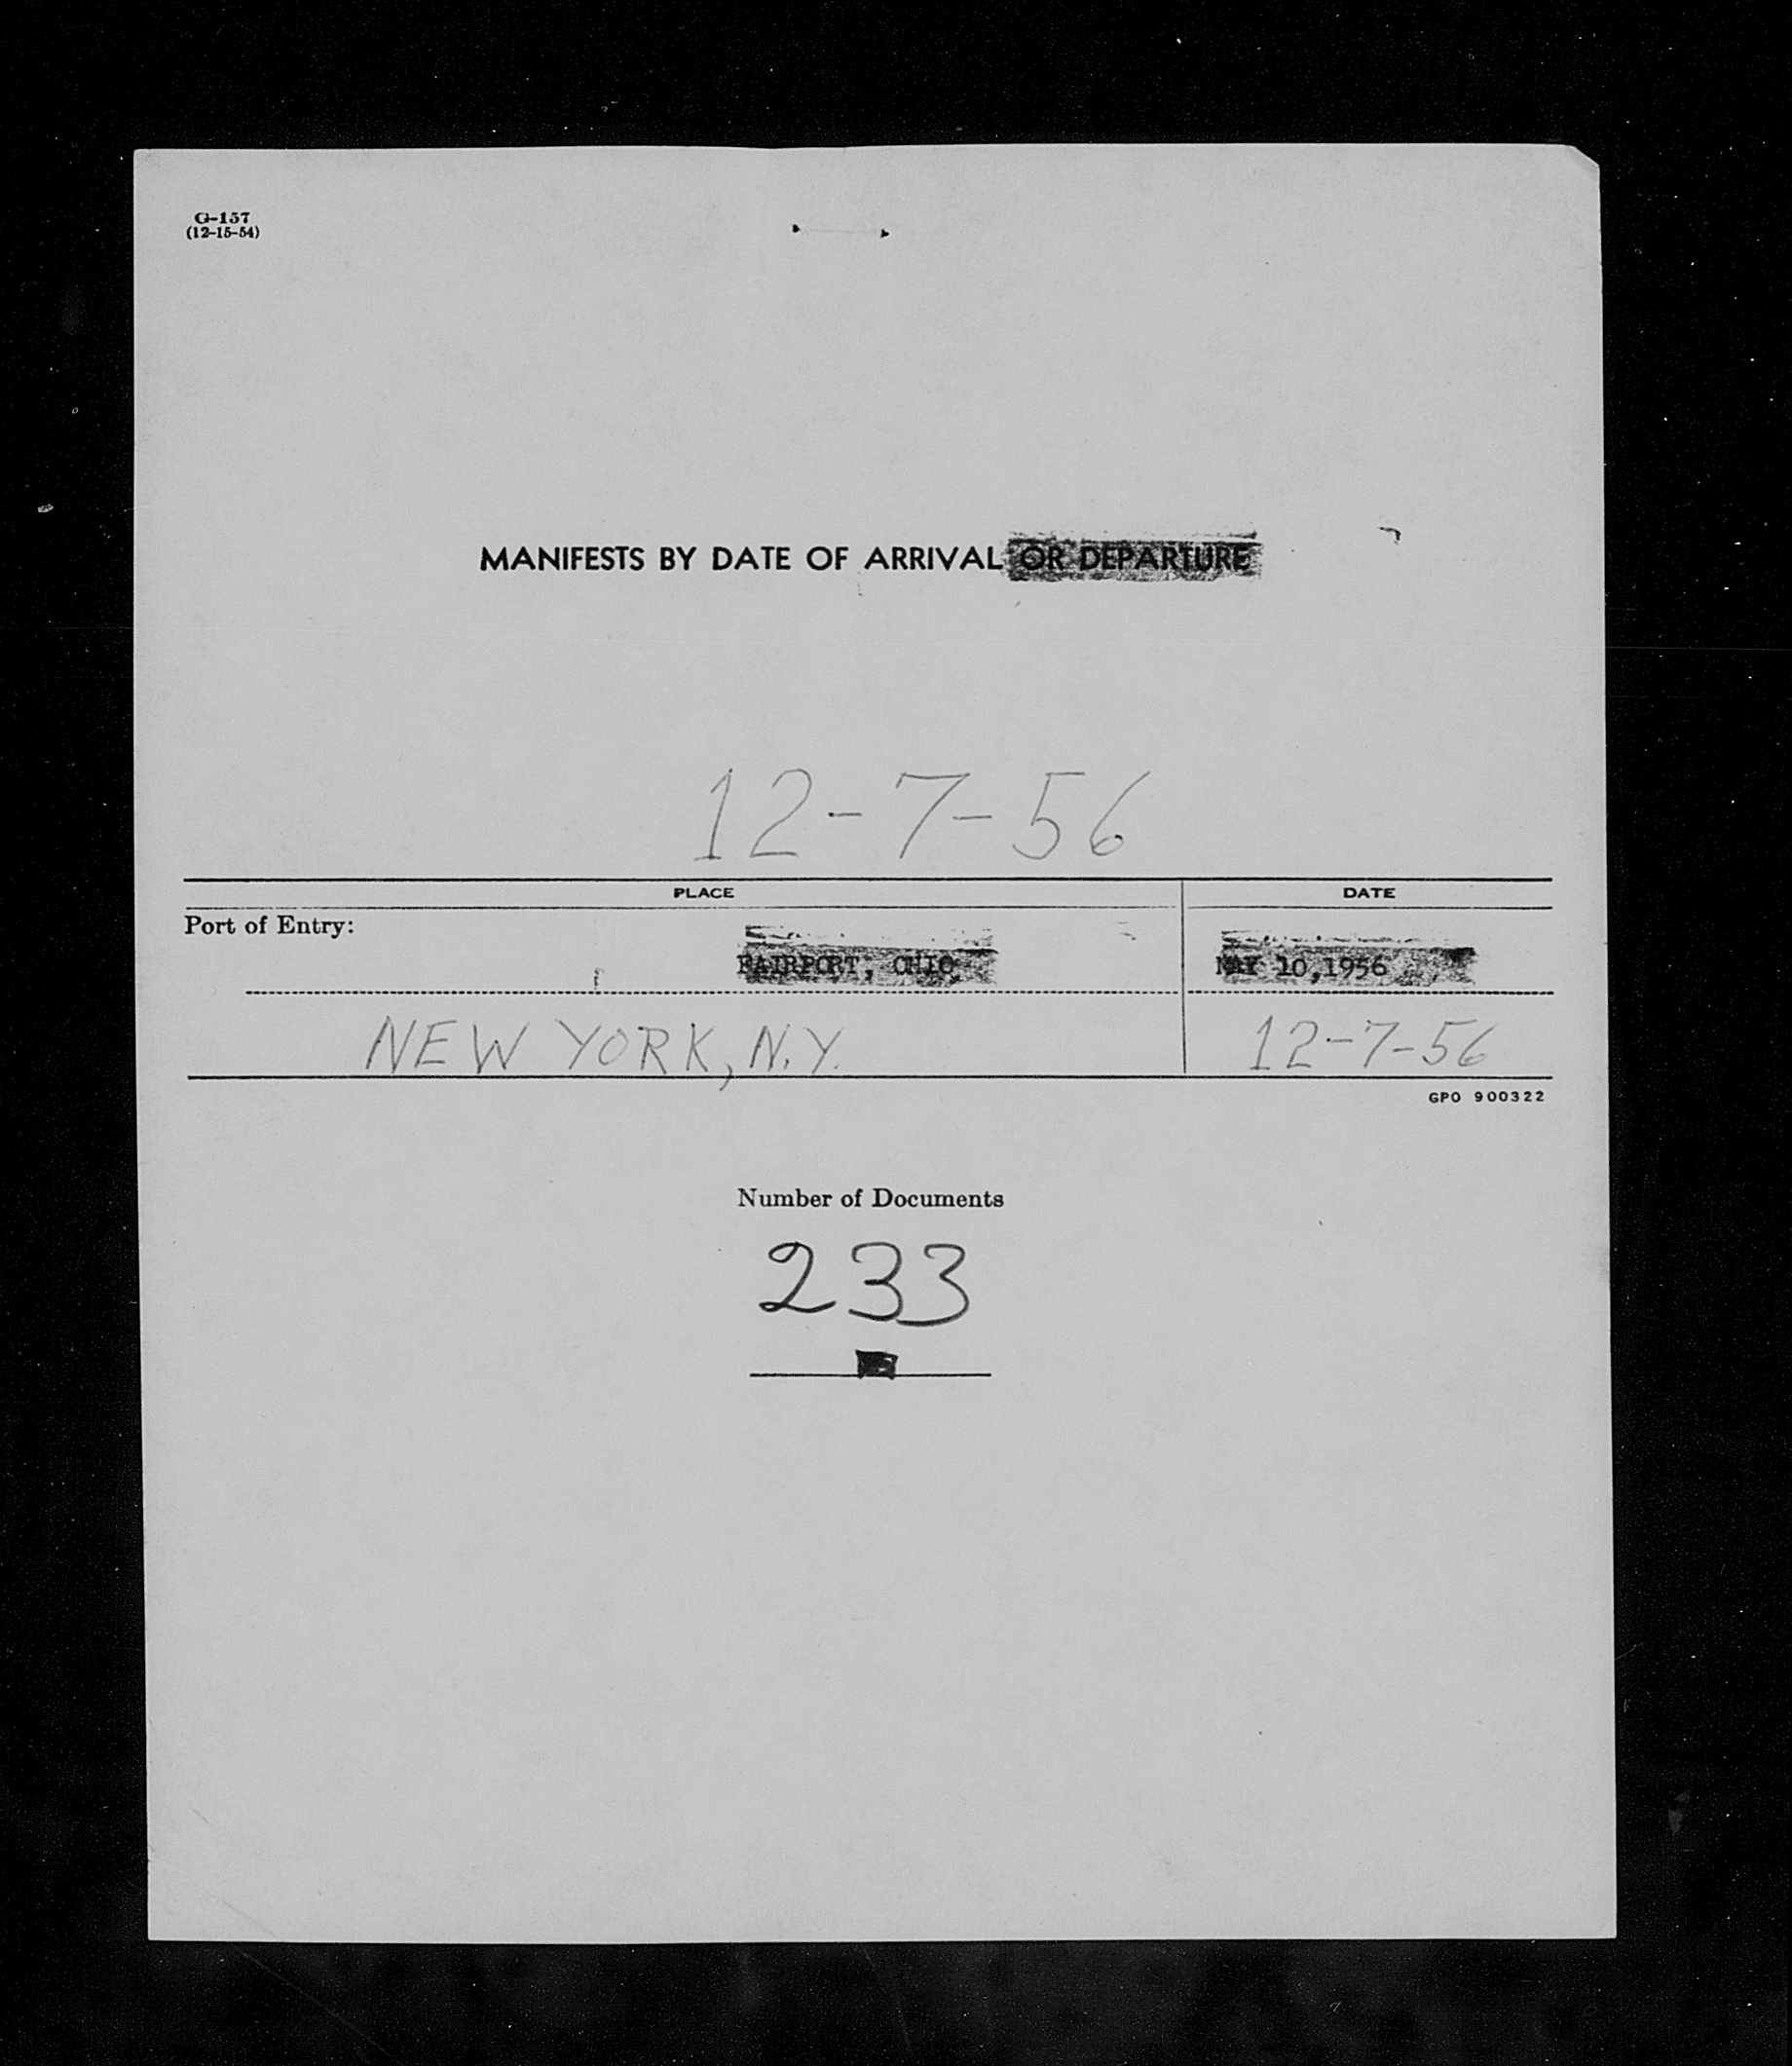 G-157
(12-15-54)
MANIFESTS BY DATE OF ARRIVAL OR DEPARTURE
12-7-56
PLACE DATE
Port of Entry:
FAIRPORT, OHIO MAY 10,1956
NEW YORK, N.Y. 12-7-56
GPO 900322
Number of Documents
233